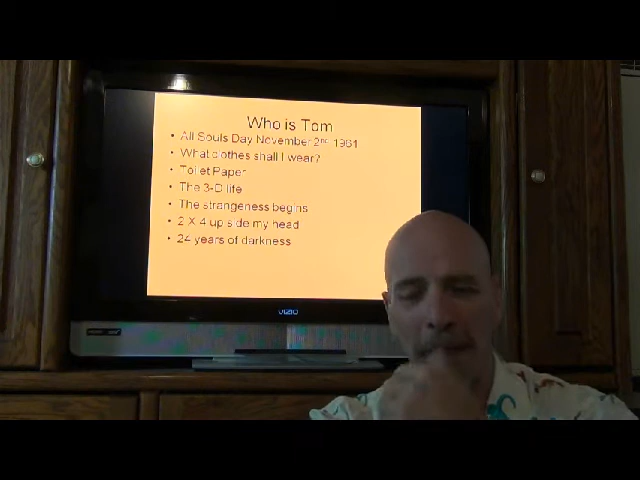 Who is Tom
• All Souls Day November 2nd 1961
• What clothes shall I wear?
• Toilet Paper
• The 3-D life
• The strangeness begins
• 2 X 4 up side my head
• 24 years of darkness
VIZIO